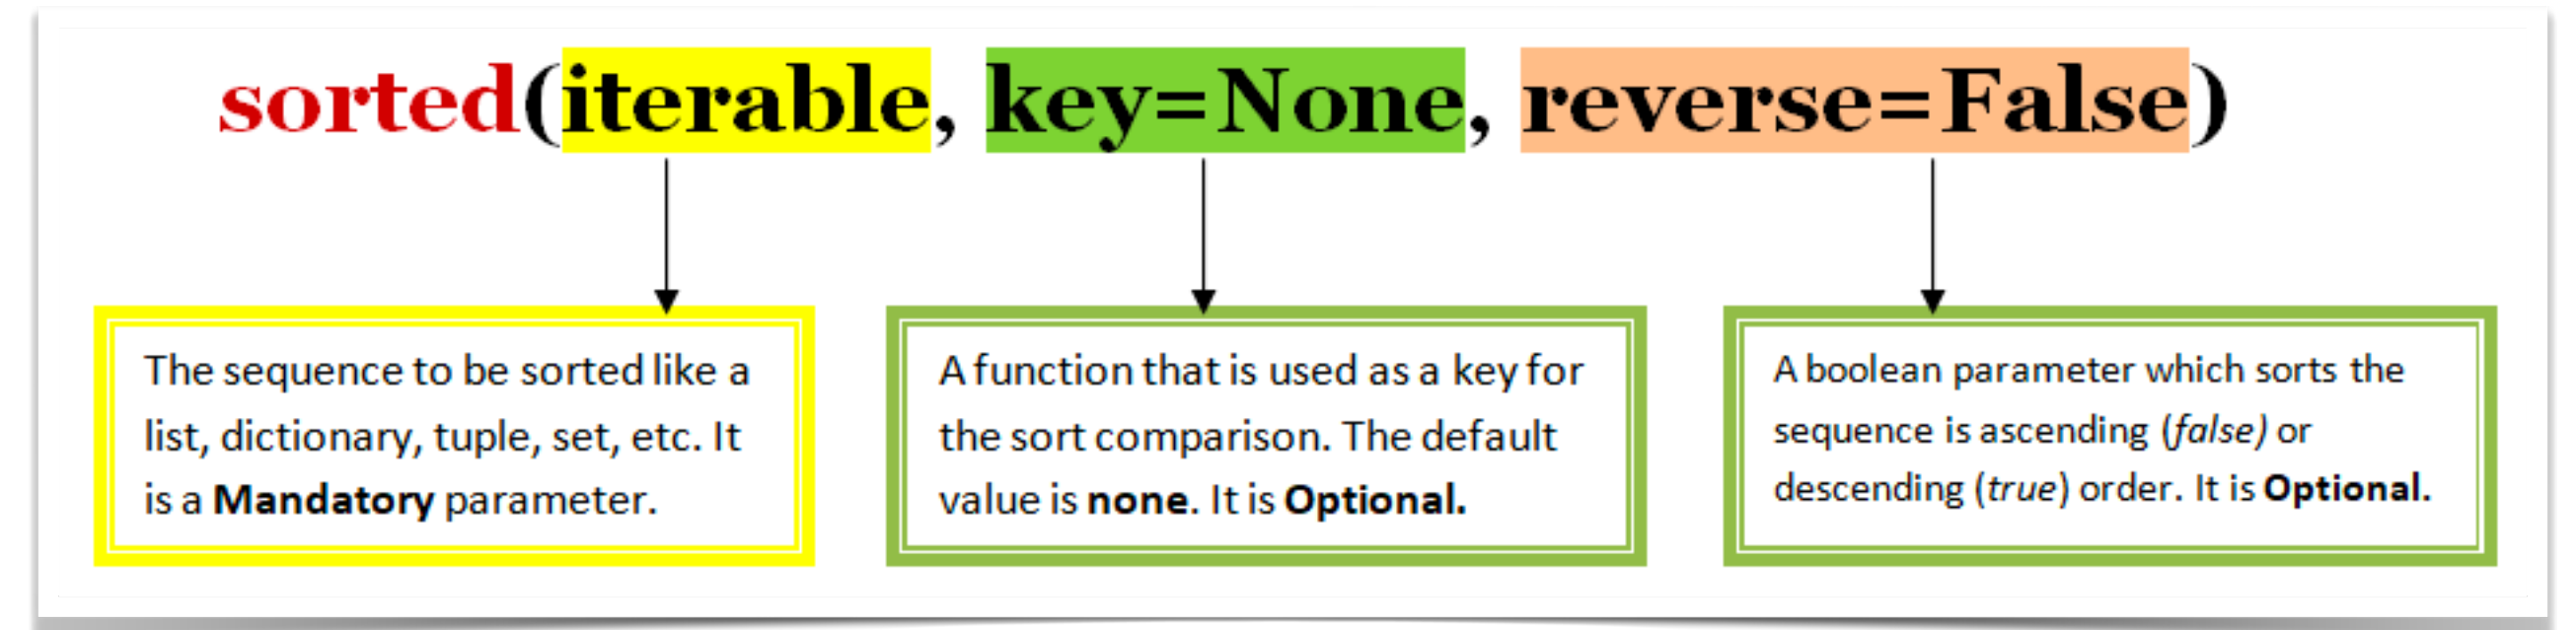 sorted(iterable, key=None, reverse=False)
The sequence to be sorted like a
list, dictionary, tuple, set, etc. It
is a Mandatory parameter.
A function that is used as a key for
the sort comparison. The default
value is none. It is Optional.
A boolean parameter which sorts the
sequence is ascending (false) or
descending (true) order. It is Optional.